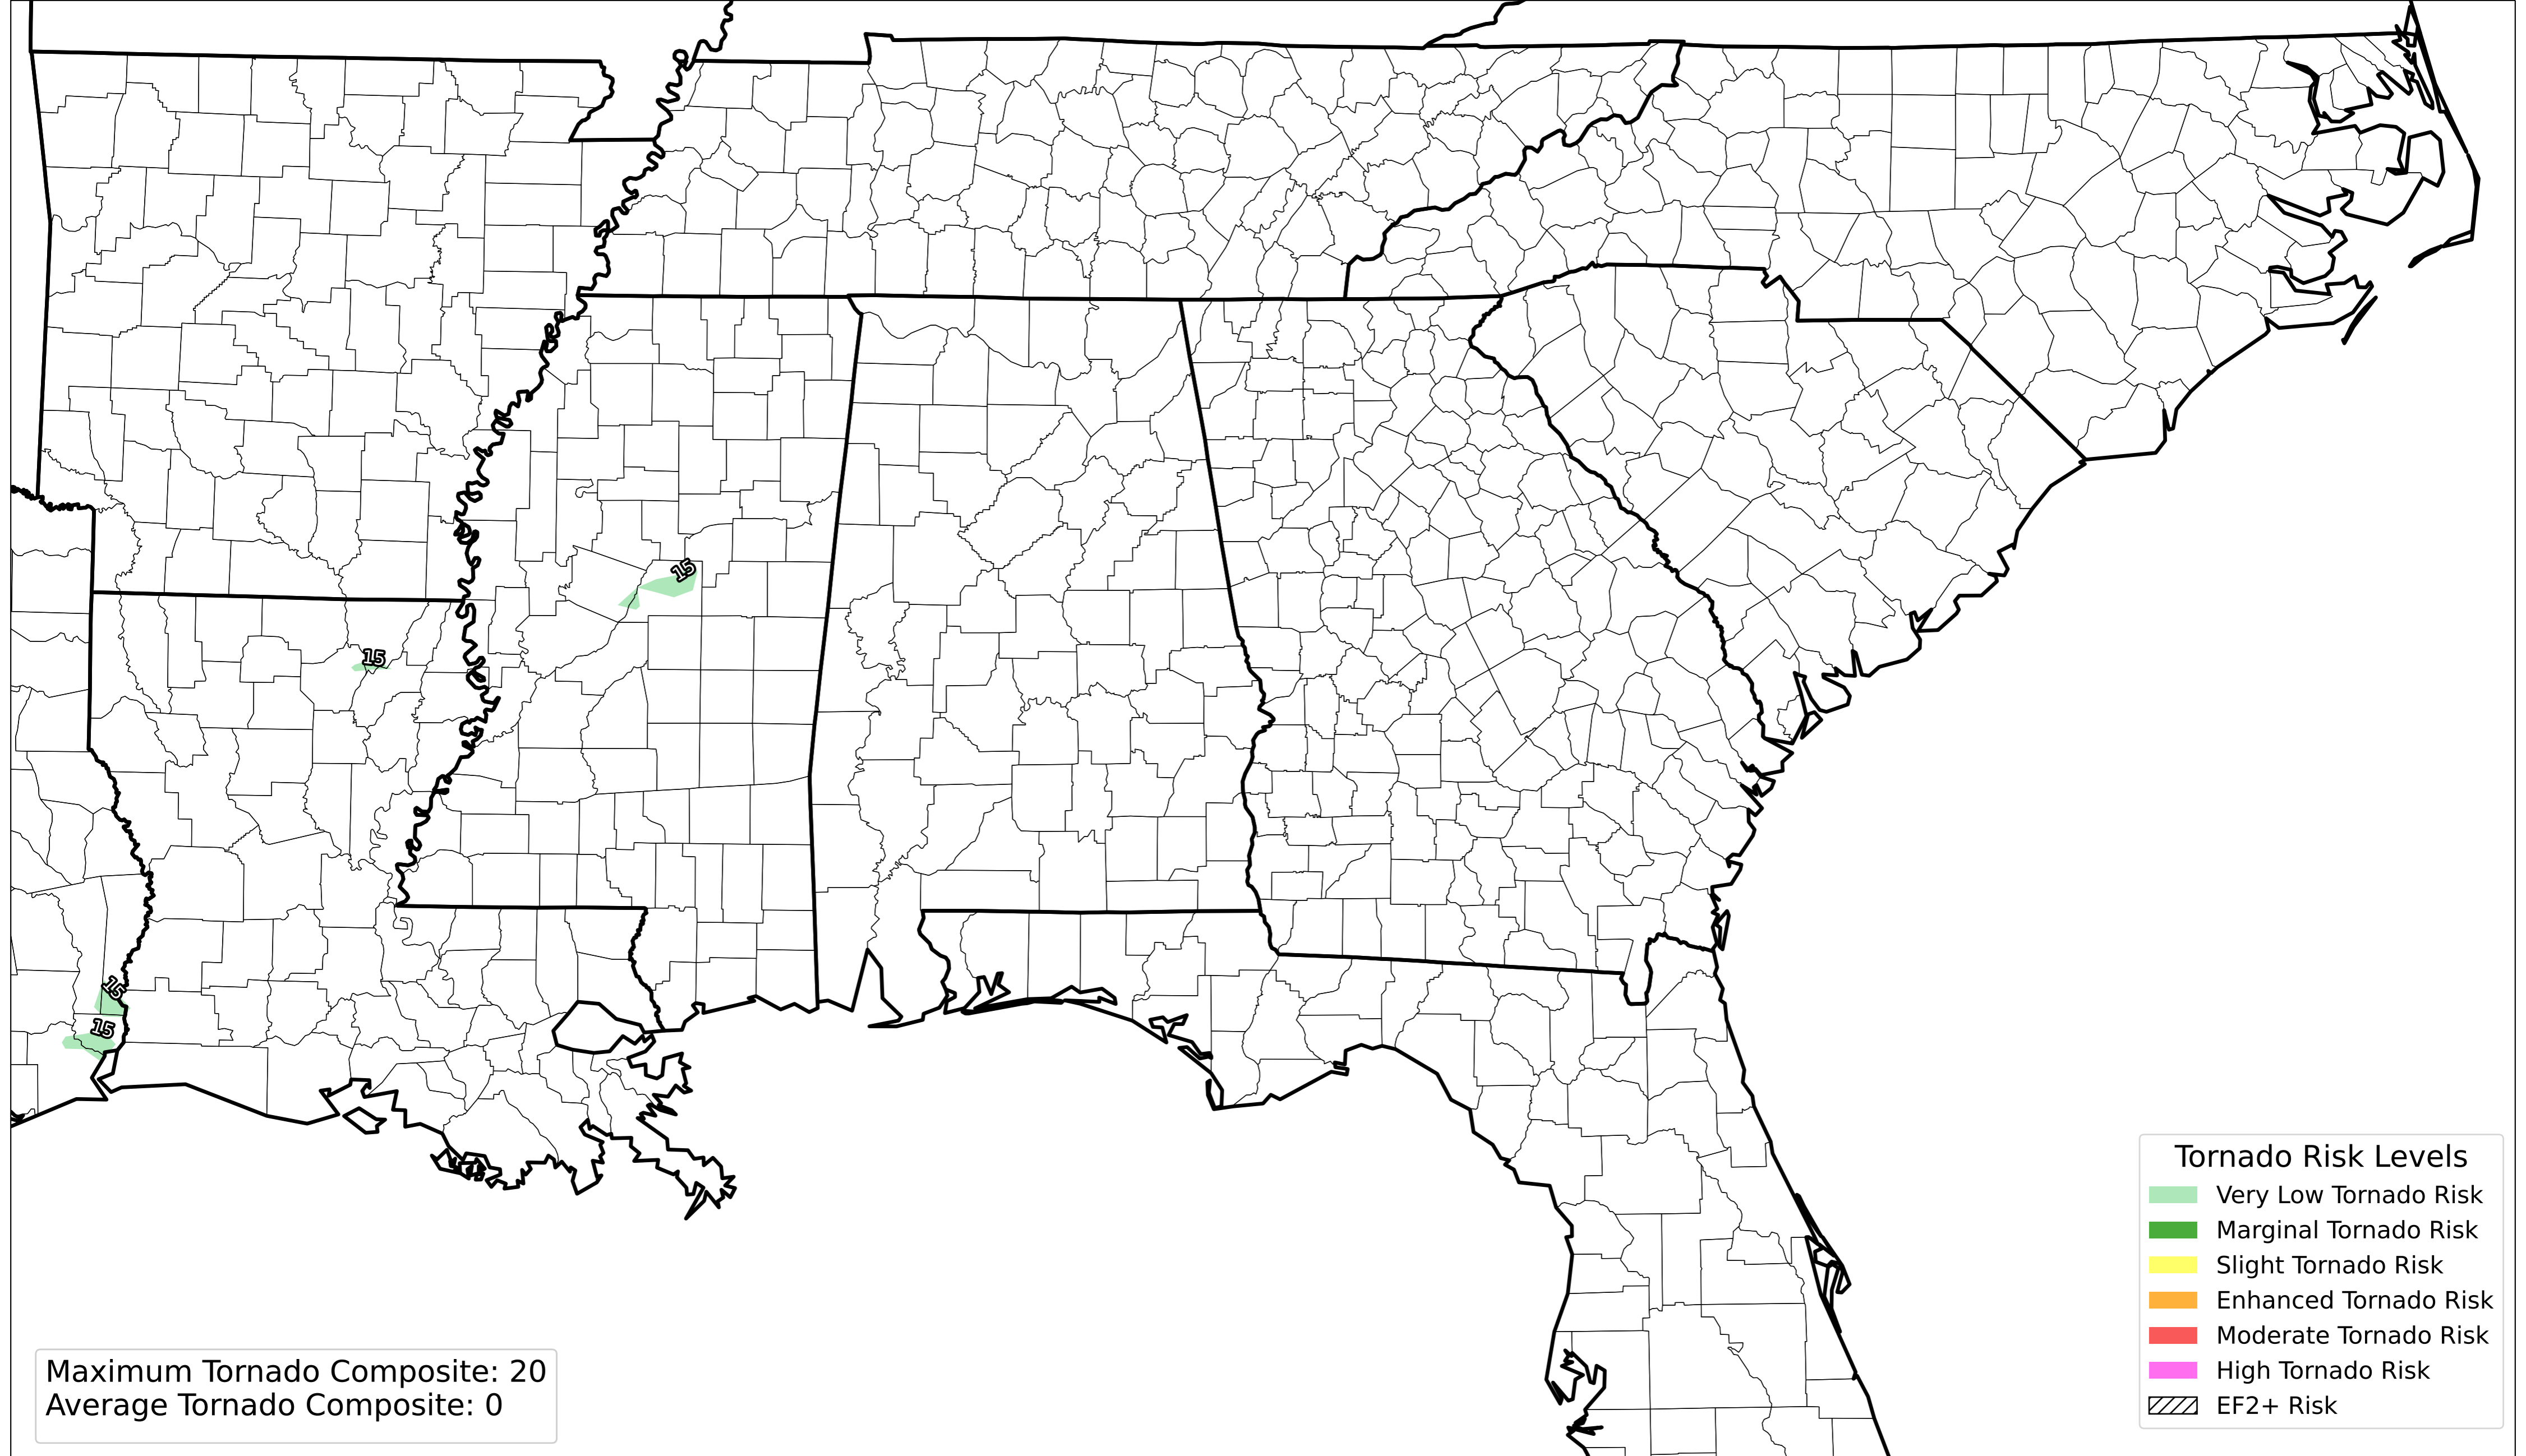 15
15
15
15
Tornado Risk Levels
Very Low Tornado Risk
Marginal Tornado Risk
Slight Tornado Risk
Enhanced Tornado Risk
Moderate Tornado Risk
High Tornado Risk
EF2+ Risk
Maximum Tornado Composite: 20
Average Tornado Composite: 0